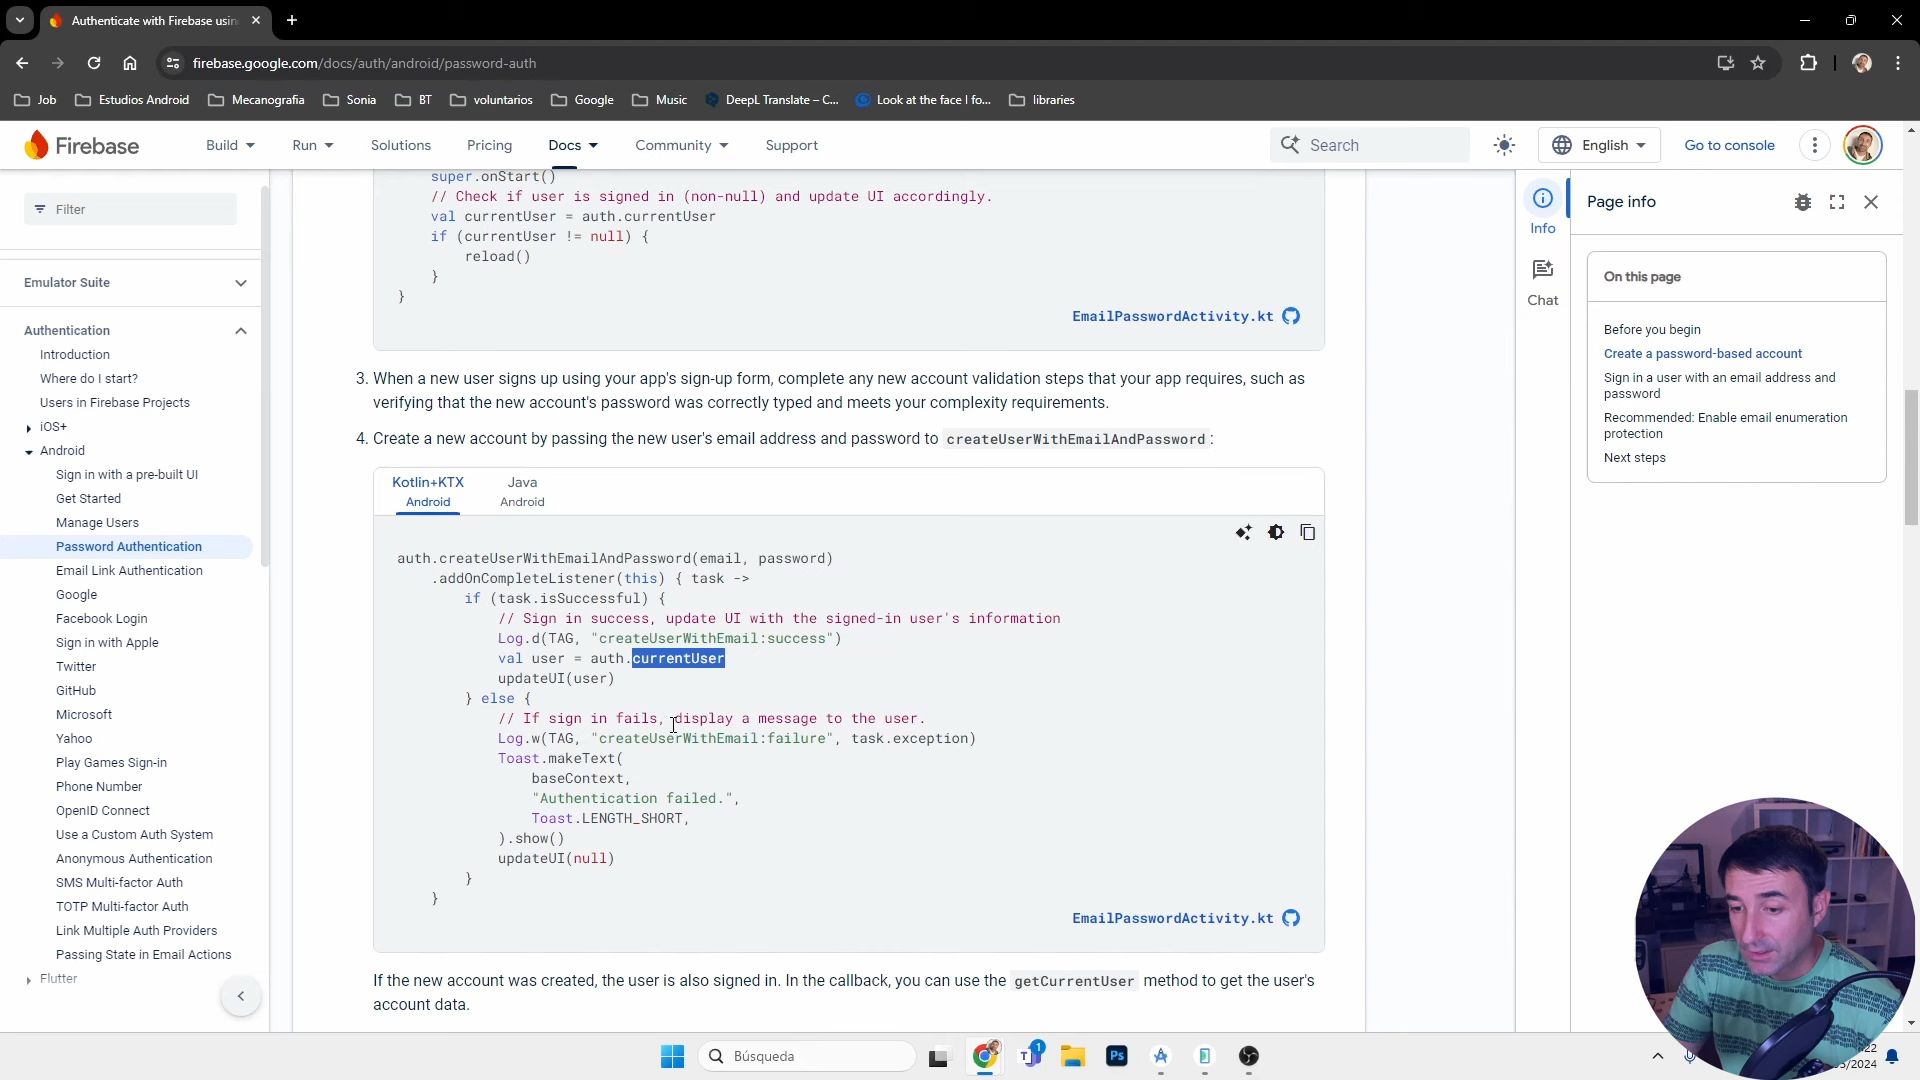 Authenticate with Firebase usin
firebase.google.com/docs/auth/android/password-auth
Job
Estudios Android
Mecanografia
Sonia
BT
voluntarios
Google
Music
DeepL Translate – C...
Look at the face I fo...
libraries
Firebase
Build
Run
Solutions
Pricing
Docs
Community
Support
Search
English
Go to console
Filter
Emulator Suite
Authentication
Introduction
Where do I start?
Users in Firebase Projects
iOS+
Android
Sign in with a pre-built UI
Get Started
Manage Users
Password Authentication
Email Link Authentication
Google
Facebook Login
Sign in with Apple
Twitter
GitHub
Microsoft
Yahoo
Play Games Sign-in
Phone Number
OpenID Connect
Use a Custom Auth System
Anonymous Authentication
SMS Multi-factor Auth
TOTP Multi-factor Auth
Link Multiple Auth Providers
Passing State in Email Actions
Flutter
super.onStart()
// Check if user is signed in (non-null) and update UI accordingly.
val currentUser = auth.currentUser
if (currentUser != null) {
reload()
}
}
EmailPasswordActivity.kt
3. When a new user signs up using your app's sign-up form, complete any new account validation steps that your app requires, such as
verifying that the new account's password was correctly typed and meets your complexity requirements.
4. Create a new account by passing the new user's email address and password to createUserWithEmailAndPassword:
Kotlin+KTX
Android
Java
Android
auth.createUserWithEmailAndPassword(email, password)
.addOnCompleteListener(this) { task ->
if (task.isSuccessful) {
// Sign in success, update UI with the signed-in user's information
Log.d(TAG, "createUserWithEmail:success")
val user = auth.currentUser
updateUI(user)
} else {
// If sign in fails, display a message to the user.
Log.w(TAG, "createUserWithEmail:failure", task.exception)
Toast.makeText(
baseContext,
"Authentication failed.",
Toast.LENGTH_SHORT,
).show()
updateUI(null)
}
}
EmailPasswordActivity.kt
If the new account was created, the user is also signed in. In the callback, you can use the getCurrentUser method to get the user's
account data.
Info
Chat
Page info
On this page
Before you begin
Create a password-based account
Sign in a user with an email address and
password
Recommended: Enable email enumeration
protection
Next steps
Búsqueda
1
Ps
:22
/2024